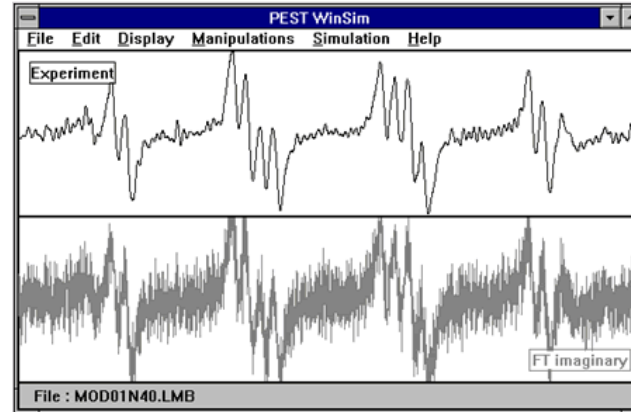 PEST WinSim
File Edit Display Manipulations Simulation Help
Experiment
FT imaginary
File : MOD01N40.LMB